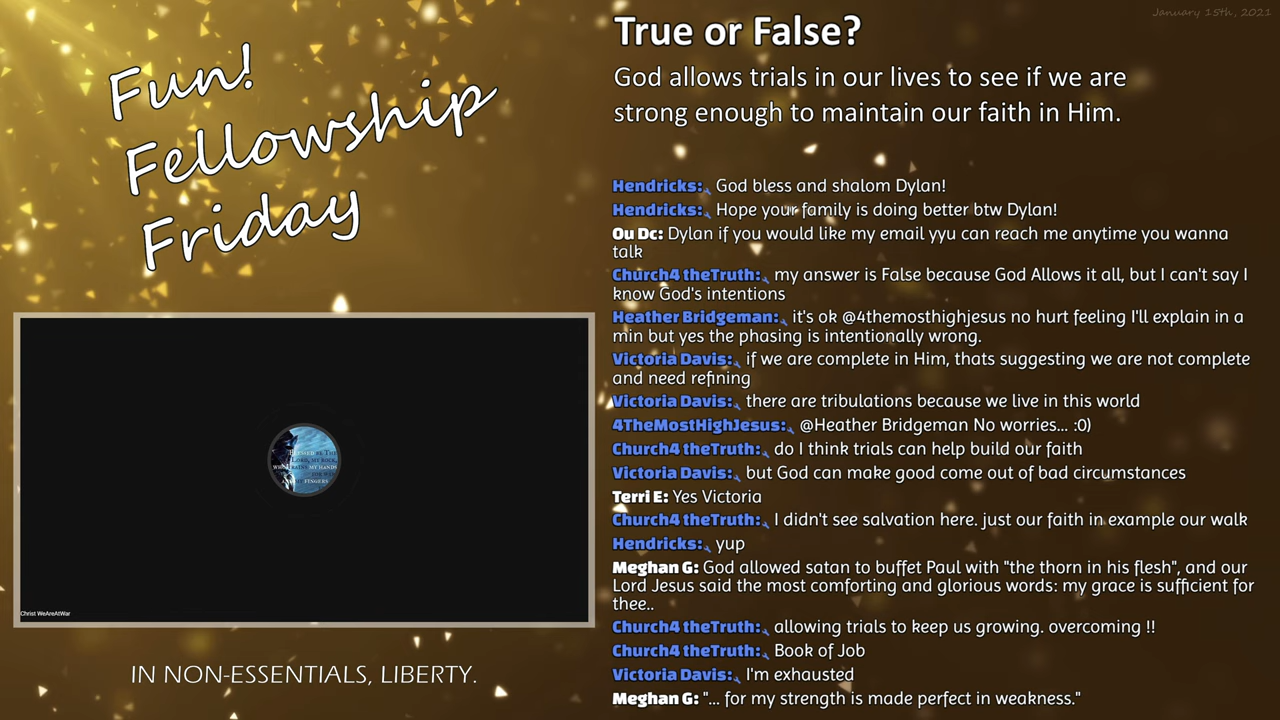 January 15th, 2021
Fun!
Fellowship
Friday
True or False?
God allows trials in our lives to see if we are
strong enough to maintain our faith in Him.
Hendricks: God bless and shalom Dylan!
Hendricks: Hope your family is doing better btw Dylan!
Ou Dc: Dylan if you would like my email yyu can reach me anytime you wanna
talk
Church4 theTruth: my answer is False because God Allows it all, but I can't say I
know God's intentions
Heather Bridgeman: it's ok @4themosthighjesus no hurt feeling I'll explain in a
min but yes the phasing is intentionally wrong.
Victoria Davis: if we are complete in Him, thats suggesting we are not complete
and need refining
Victoria Davis: there are tribulations because we live in this world
4TheMostHighJesus: @Heather Bridgeman No worries... :0)
Church4 theTruth: do I think trials can help build our faith
Victoria Davis: but God can make good come out of bad circumstances
Terri E: Yes Victoria
Church4 theTruth: I didn't see salvation here. just our faith in example our walk
Hendricks: yup
Meghan G: God allowed satan to buffet Paul with "the thorn in his flesh", and our
Lord Jesus said the most comforting and glorious words: my grace is sufficient for
thee..
Church4 theTruth: allowing trials to keep us growing. overcoming !!
Church4 theTruth: Book of Job
Victoria Davis: I'm exhausted
Meghan G: "... for my strength is made perfect in weakness."
BLESSED be THE
LORD, MY ROCK,
WHO TRAINS MY HANDS
FINGERS
Christ WeAreAtWar
IN NON-ESSENTIALS, LIBERTY.